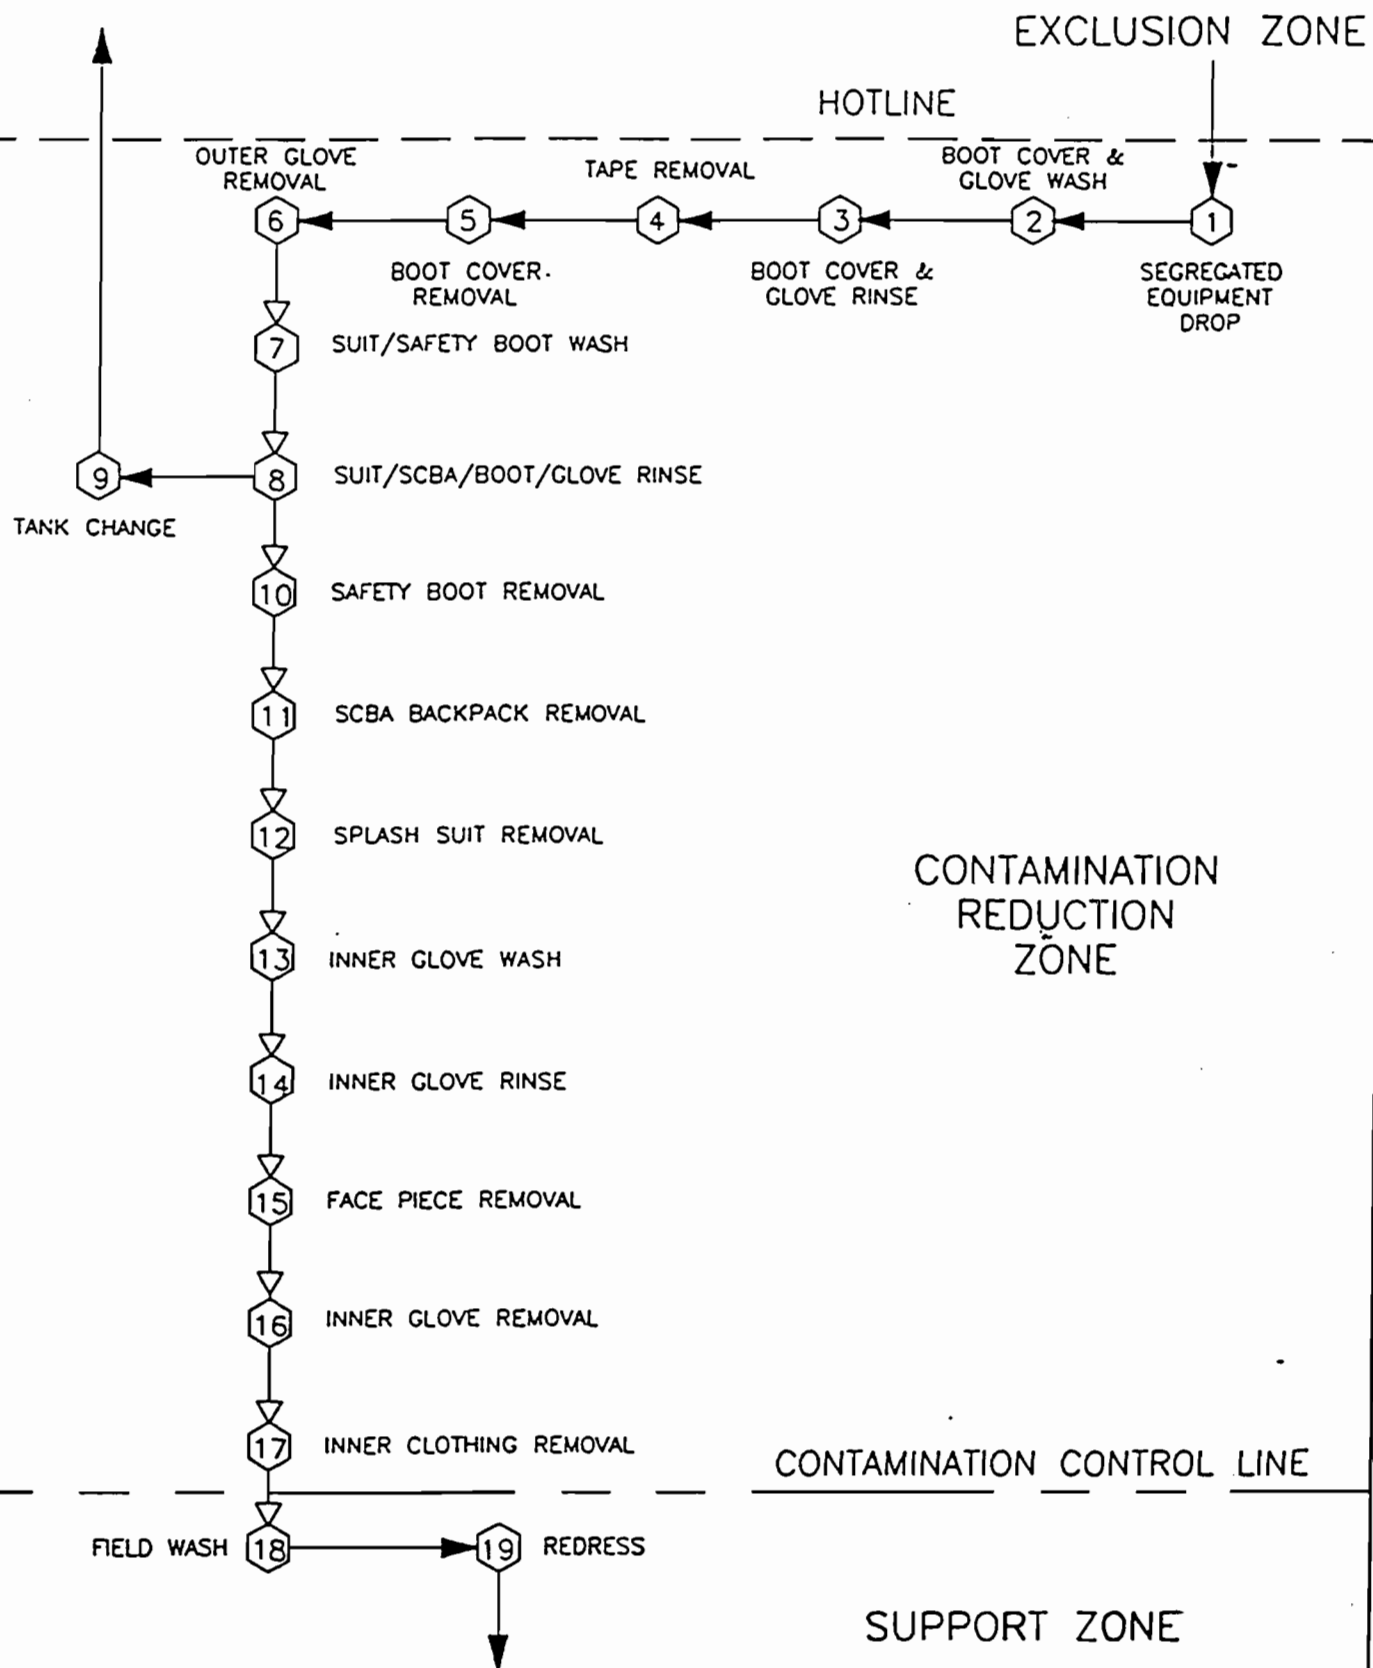 EXCLUSION ZONE
HOTLINE
OUTER GLOVE
REMOVAL
TAPE REMOVAL
BOOT COVER &
GLOVE WASH
6
5
4
3
2
1
BOOT COVER.
REMOVAL
BOOT COVER &
GLOVE RINSE
SEGREGATED
EQUIPMENT
DROP
7 SUIT/SAFETY BOOT WASH
9
8 SUIT/SCBA/BOOT/GLOVE RINSE
TANK CHANGE
10 SAFETY BOOT REMOVAL
11 SCBA BACKPACK REMOVAL
12 SPLASH SUIT REMOVAL
CONTAMINATION
REDUCTION
ZONE
13 INNER GLOVE WASH
14 INNER GLOVE RINSE
15 FACE PIECE REMOVAL
16 INNER GLOVE REMOVAL
17 INNER CLOTHING REMOVAL
CONTAMINATION CONTROL LINE
FIELD WASH 18
19 REDRESS
SUPPORT ZONE